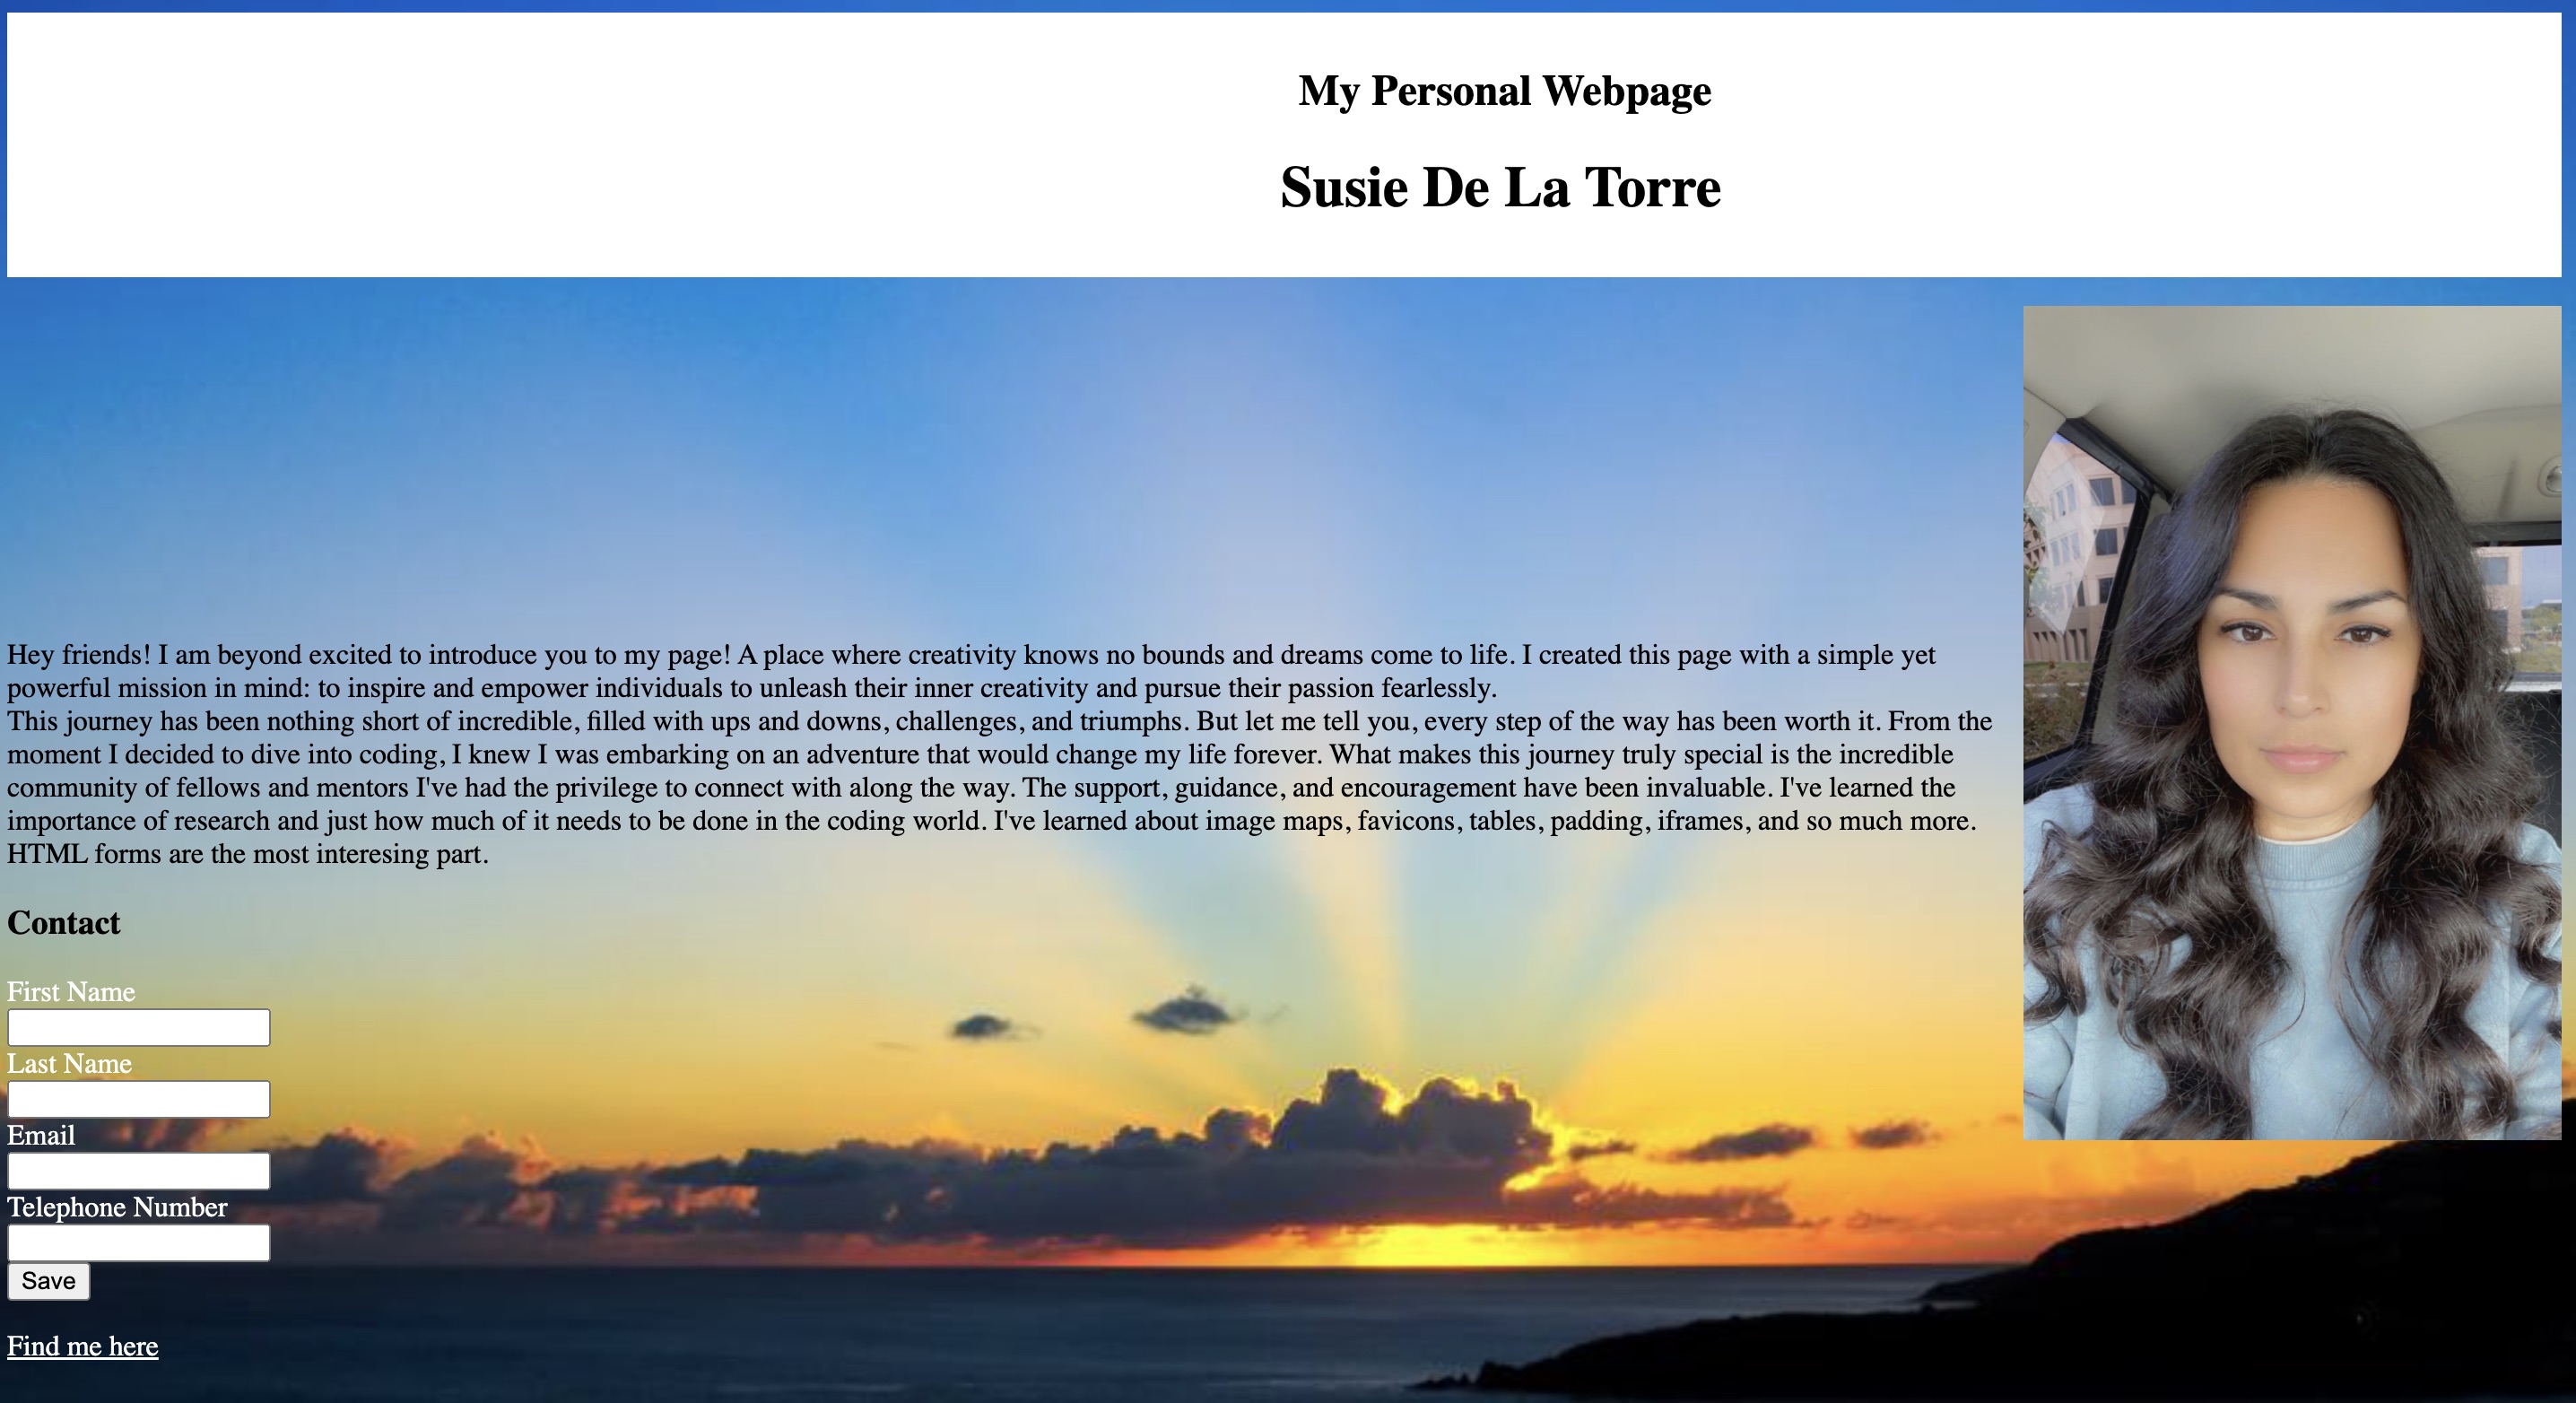 My Personal Webpage
Susie De La Torre
Hey friends! I am beyond excited to introduce you to my page! A place where creativity knows no bounds and dreams come to life. I created this page with a simple yet
powerful mission in mind: to inspire and empower individuals to unleash their inner creativity and pursue their passion fearlessly.
This journey has been nothing short of incredible, filled with ups and downs, challenges, and triumphs. But let me tell you, every step of the way has been worth it. From the
moment I decided to dive into coding, I knew I was embarking on an adventure that would change my life forever. What makes this journey truly special is the incredible
community of fellows and mentors I've had the privilege to connect with along the way. The support, guidance, and encouragement have been invaluable. I've learned the
importance of research and just how much of it needs to be done in the coding world. I've learned about image maps, favicons, tables, padding, iframes, and so much more.
HTML forms are the most interesing part.
Contact
First Name
Last Name
Email
Telephone Number
Save
Find me here